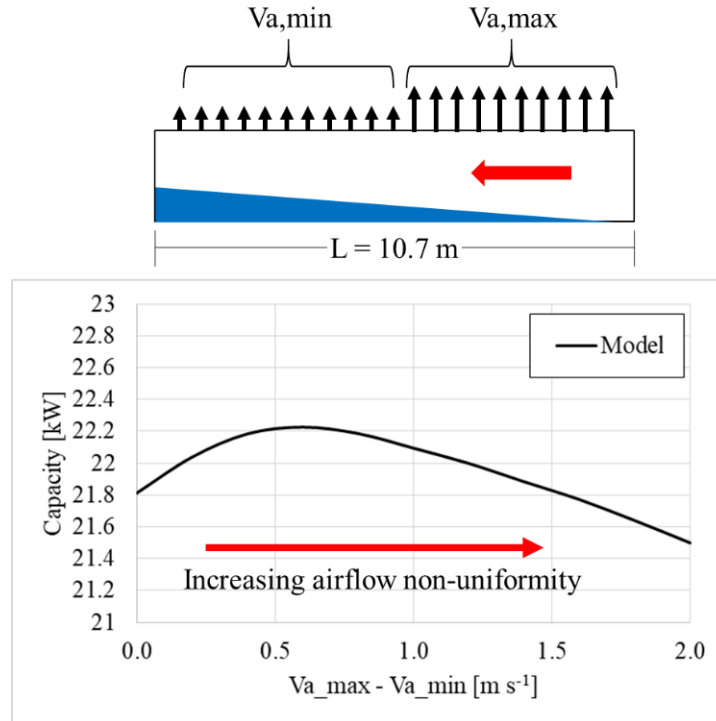 Va,min Va,max
L = 10.7 m
23
22.8
22.6
22.4
22.2
22
21.8
21.6
21.4
21.2
21
Capacity [kW]
Model
Increasing airflow non-uniformity
0.0 0.5 1.0 1.5 2.0
Va_max - Va_min [m s⁻¹]